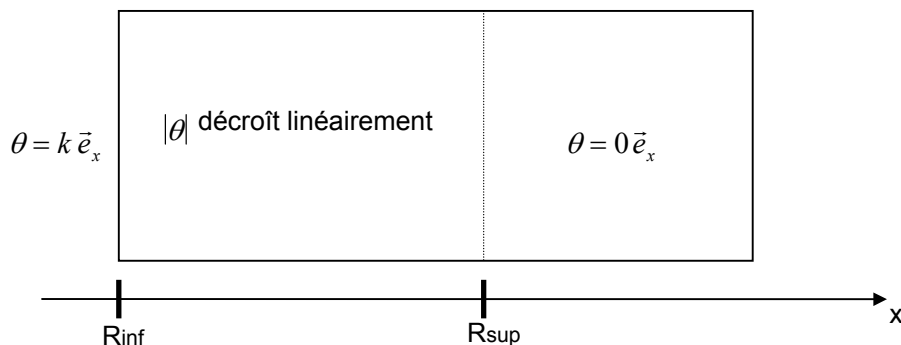 |θ| décroît linéairement
θ = k e⃗ₓ
θ = 0 e⃗ₓ
x
Rinf
Rsup